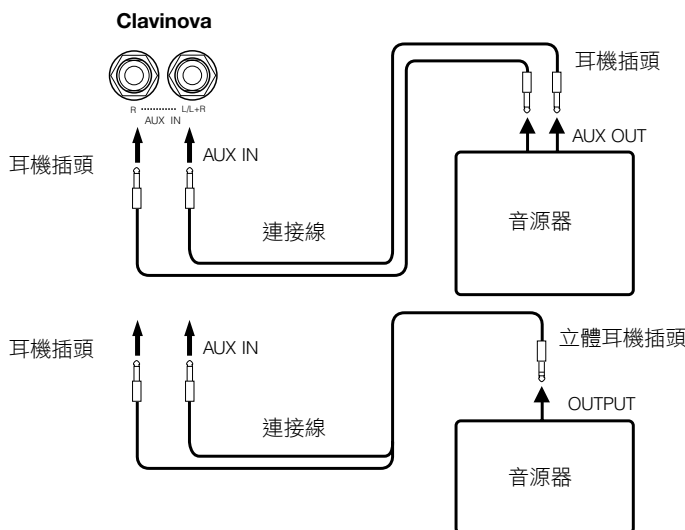 Clavinova
R ............ L/L+R
AUX IN
耳機插頭
耳機插頭
AUX IN
AUX OUT
連接線
音源器
耳機插頭
AUX IN
立體耳機插頭
OUTPUT
連接線
音源器